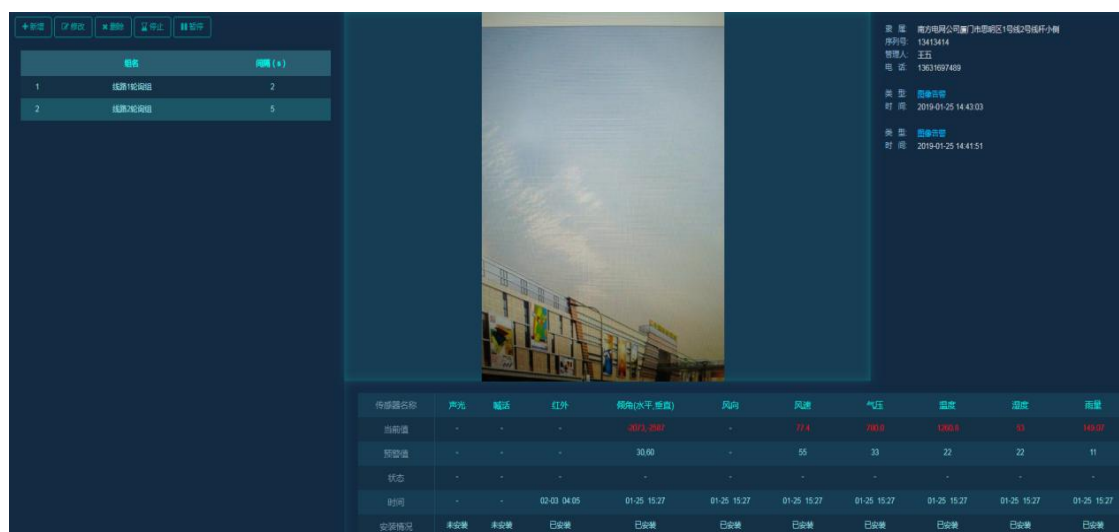 新增 修改 删除 停止 暂停
组名 间隔(s)
1 线路1轮询组 2
2 线路2轮询组 5
隶 属: 南方电网公司厦门市思明区1号线2号线杆小侧
序列号: 13413414
管理人: 王五
电 话: 13631697489
类 型: 图像告警
时 间: 2019-01-25 14:43:03
类 型: 图像告警
时 间: 2019-01-25 14:41:51
传感器名称 声光 喊话 红外 倾角(水平,垂直) 风向 风速 气压 温度 湿度 雨量
当前值 - - - -2073,-2587 - 77.4 780.0 1260.8 53 349.07
预警值 - - - 30,60 - 55 33 22 22 11
状态 - - - - - - - - - -
时间 - - 02-03 04:05 01-25 15:27 01-25 15:27 01-25 15:27 01-25 15:27 01-25 15:27 01-25 15:27 01-25 15:27
安装情况 未安装 未安装 已安装 已安装 已安装 已安装 已安装 已安装 已安装 已安装